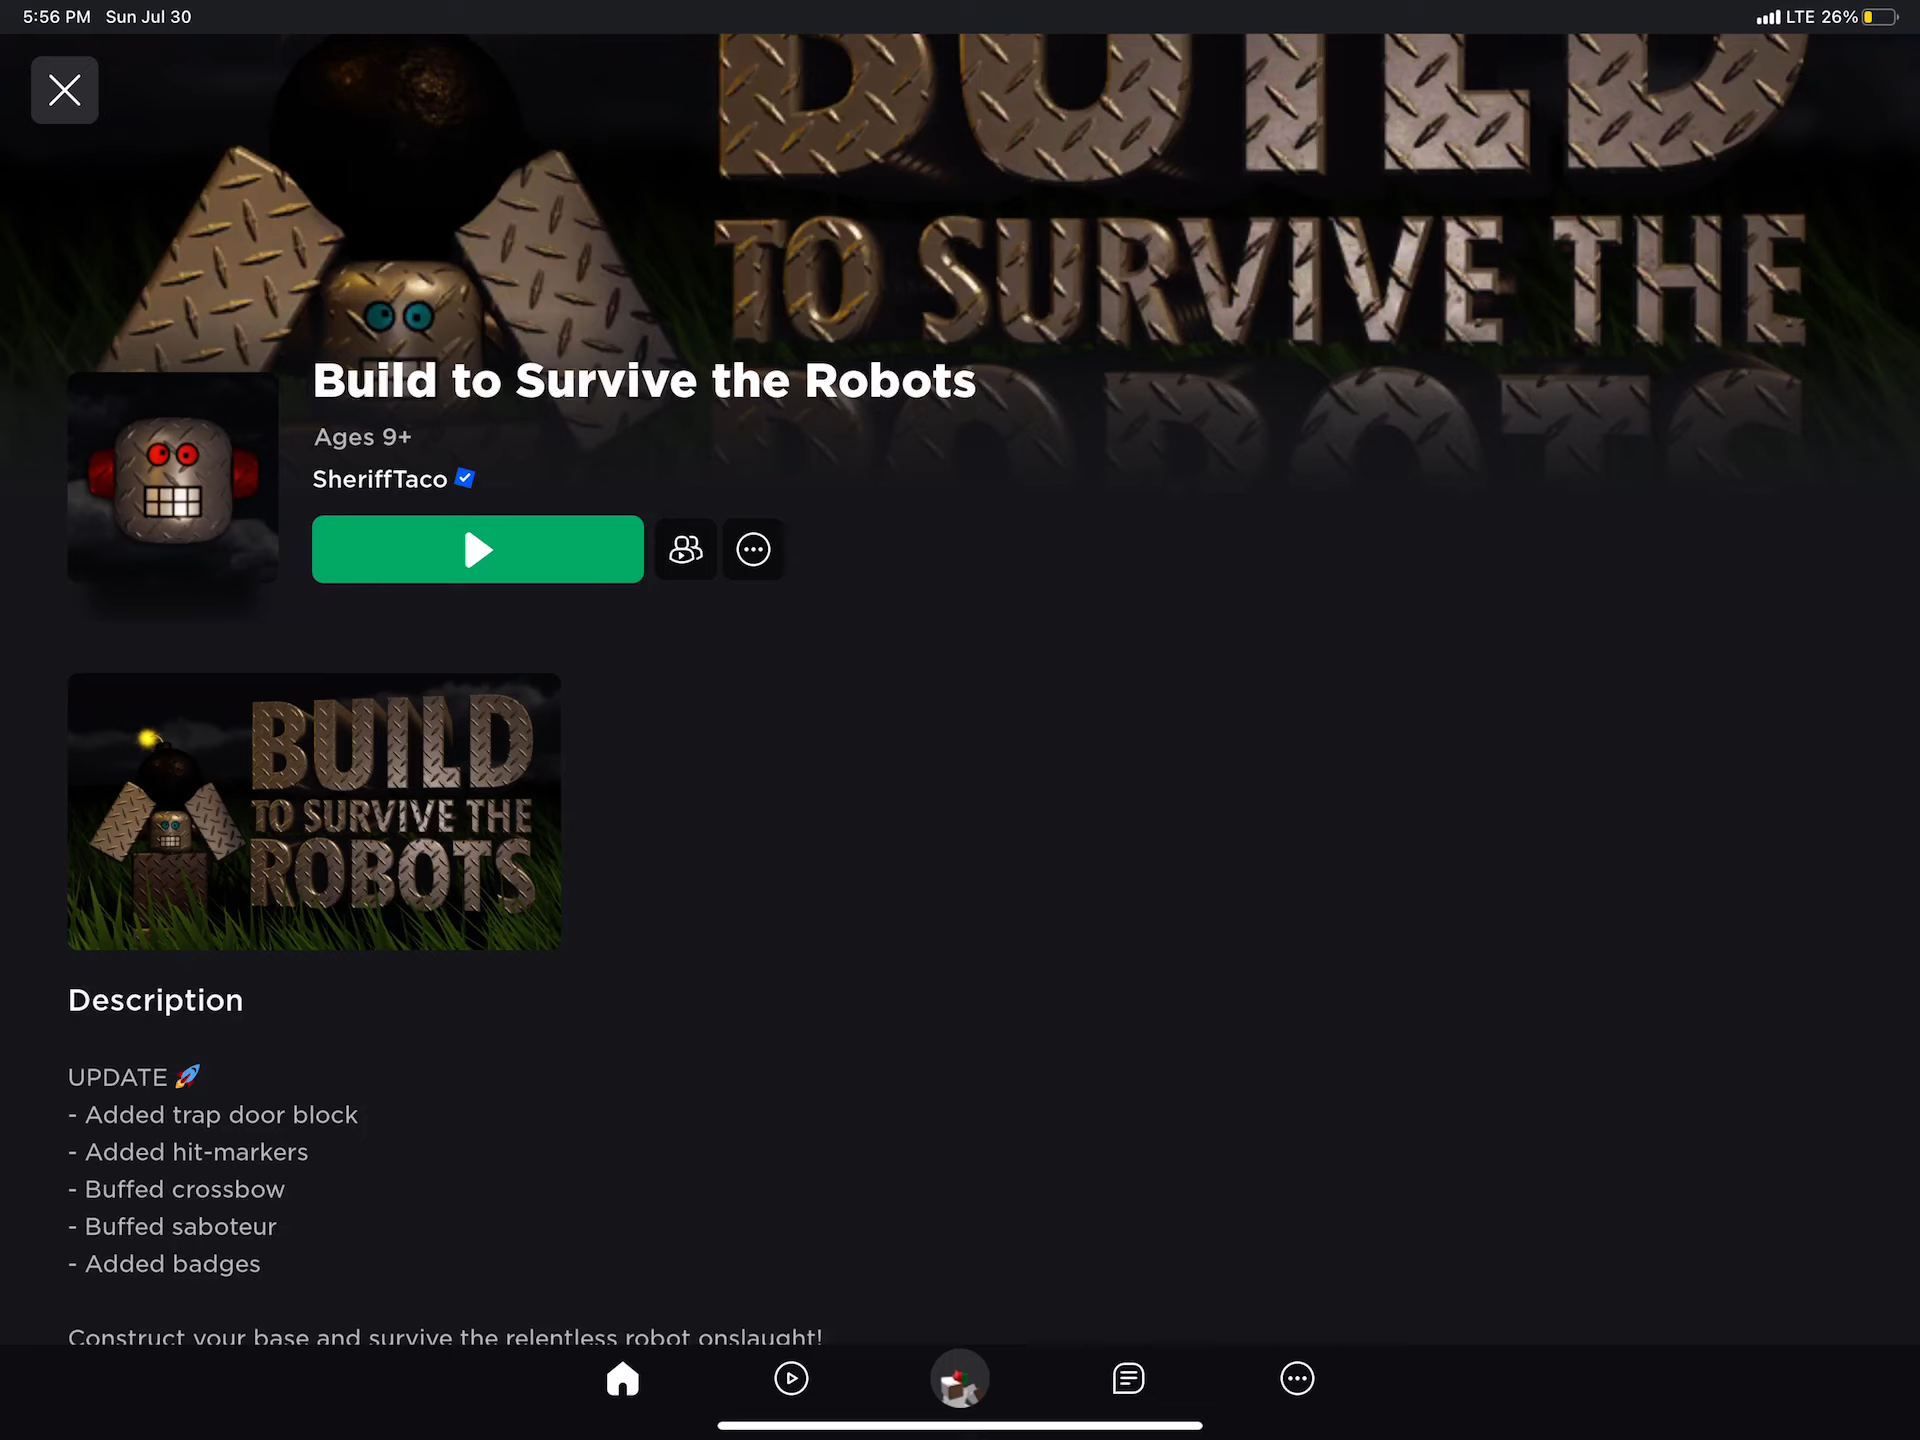 5:56 PM Sun Jul 30
LTE 26%
BUILD
TO SURVIVE THE
ROBOTS
Build to Survive the Robots
Ages 9+
SheriffTaco
BUILD
TO SURVIVE THE
ROBOTS
Description
UPDATE 🚀
- Added trap door block
- Added hit-markers
- Buffed crossbow
- Buffed saboteur
- Added badges
Construct your base and survive the relentless robot onslaught!